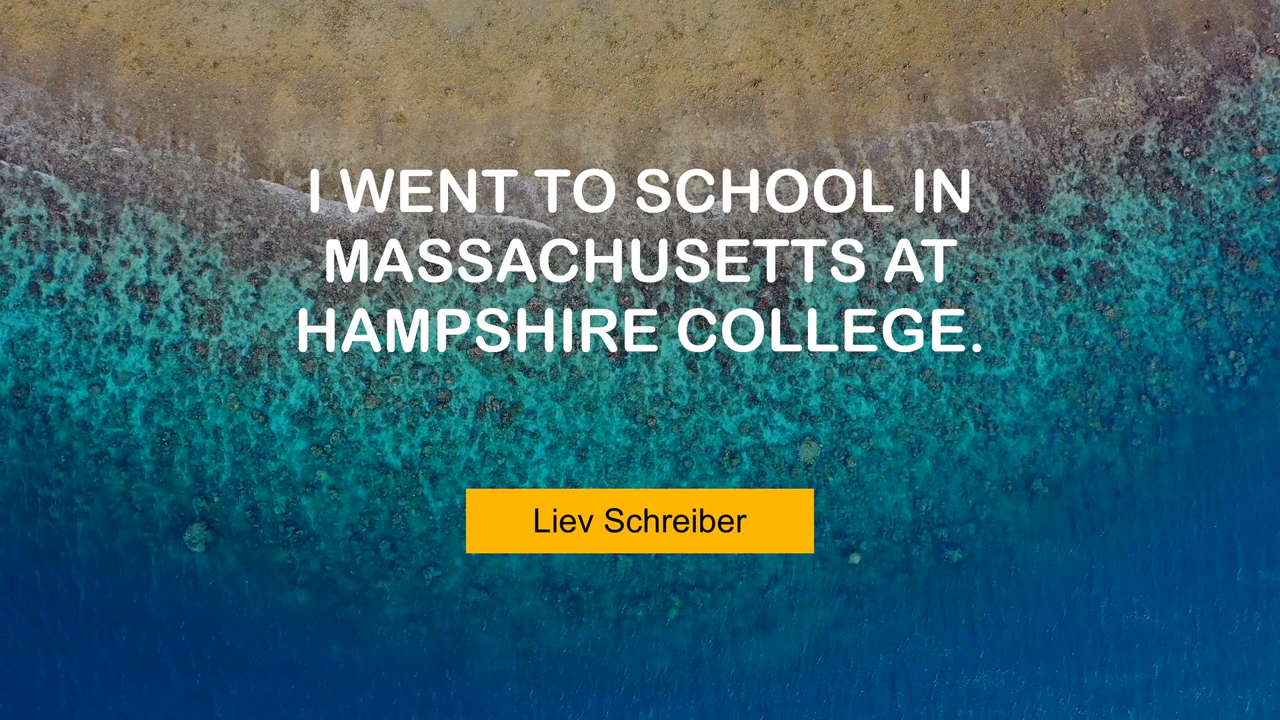 I WENT TO SCHOOL IN
MASSACHUSETTS AT
HAMPSHIRE COLLEGE.
Liev Schreiber